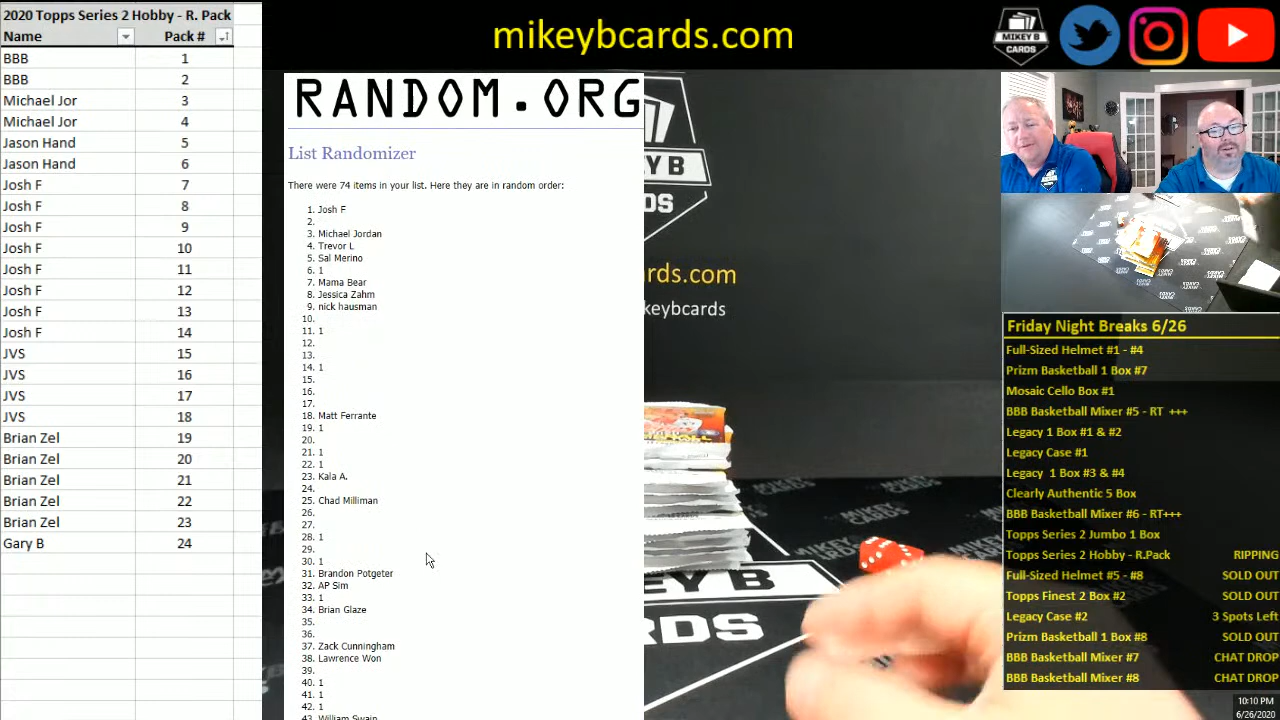 2020 Topps Series 2 Hobby - R. Pack
Name Pack #
BBB 1
BBB 2
Michael Jor 3
Michael Jor 4
Jason Hand 5
Jason Hand 6
Josh F 7
Josh F 8
Josh F 9
Josh F 10
Josh F 11
Josh F 12
Josh F 13
Josh F 14
JVS 15
JVS 16
JVS 17
JVS 18
Brian Zel 19
Brian Zel 20
Brian Zel 21
Brian Zel 22
Brian Zel 23
Gary B 24
mikeybcards.com
MIKEY B
CARDS
RANDOM.ORG
List Randomizer
There were 74 items in your list. Here they are in random order:
1. Josh F
2.
3. Michael Jordan
4. Trevor L
5. Sal Merino
6. 1
7. Mama Bear
8. Jessica Zahm
9. nick hausman
10.
11. 1
12.
13.
14. 1
15.
16.
17.
18. Matt Ferrante
19. 1
20.
21. 1
22. 1
23. Kala A.
24.
25. Chad Milliman
26.
27.
28. 1
29.
30. 1
31. Brandon Potgeter
32. AP Sim
33. 1
34. Brian Glaze
35.
36.
37. Zack Cunningham
38. Lawrence Won
39.
40. 1
41. 1
42. 1
43. William Swain
EY B
DS
rds.com
keybcards
KEY B
RDS
Friday Night Breaks 6/26
Full-Sized Helmet #1 - #4
Prizm Basketball 1 Box #7
Mosaic Cello Box #1
BBB Basketball Mixer #5 - RT +++
Legacy 1 Box #1 & #2
Legacy Case #1
Legacy 1 Box #3 & #4
Clearly Authentic 5 Box
BBB Basketball Mixer #6 - RT+++
Topps Series 2 Jumbo 1 Box
Topps Series 2 Hobby - R.Pack RIPPING
Full-Sized Helmet #5 - #8 SOLD OUT
Topps Finest 2 Box #2 SOLD OUT
Legacy Case #2 3 Spots Left
Prizm Basketball 1 Box #8 SOLD OUT
BBB Basketball Mixer #7 CHAT DROP
BBB Basketball Mixer #8 CHAT DROP
10:10 PM
6/26/2020